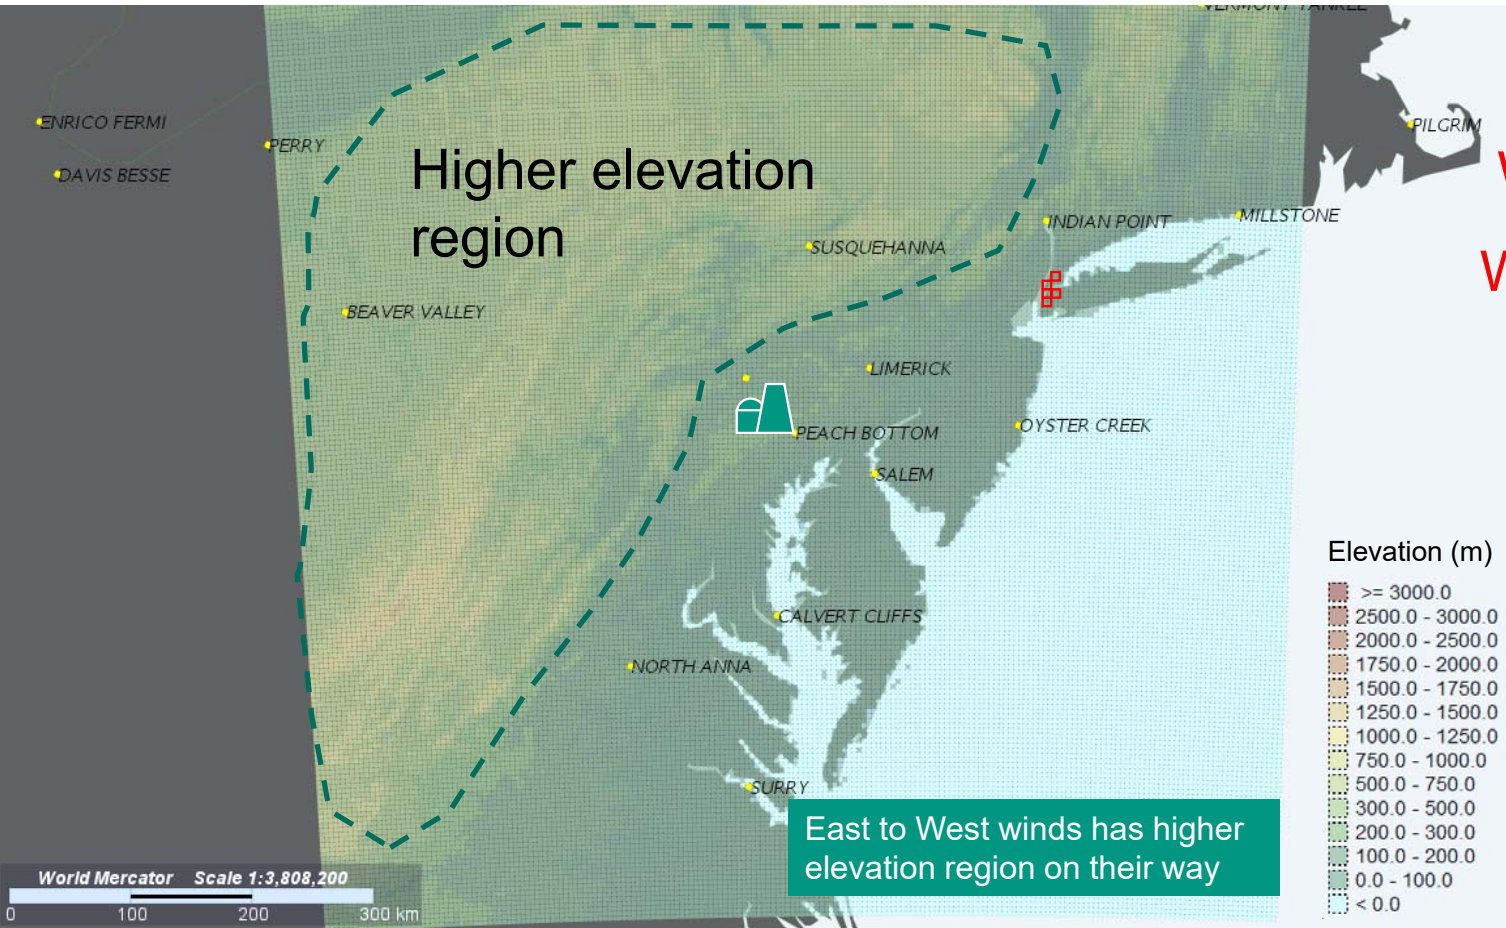 VERMONT YANKEE
ENRICO FERMI
PERRY
PILGRIM
DAVIS BESSE
Higher elevation
region
W
INDIAN POINT
MILLSTONE
SUSQUEHANNA
W
BEAVER VALLEY
LIMERICK
PEACH BOTTOM
OYSTER CREEK
SALEM
CALVERT CLIFFS
NORTH ANNA
SURRY
East to West winds has higher
elevation region on their way
Elevation (m)
>= 3000.0
2500.0 - 3000.0
2000.0 - 2500.0
1750.0 - 2000.0
1500.0 - 1750.0
1250.0 - 1500.0
1000.0 - 1250.0
750.0 - 1000.0
500.0 - 750.0
300.0 - 500.0
200.0 - 300.0
100.0 - 200.0
0.0 - 100.0
< 0.0
World Mercator Scale 1:3,808,200
0 100 200 300 km